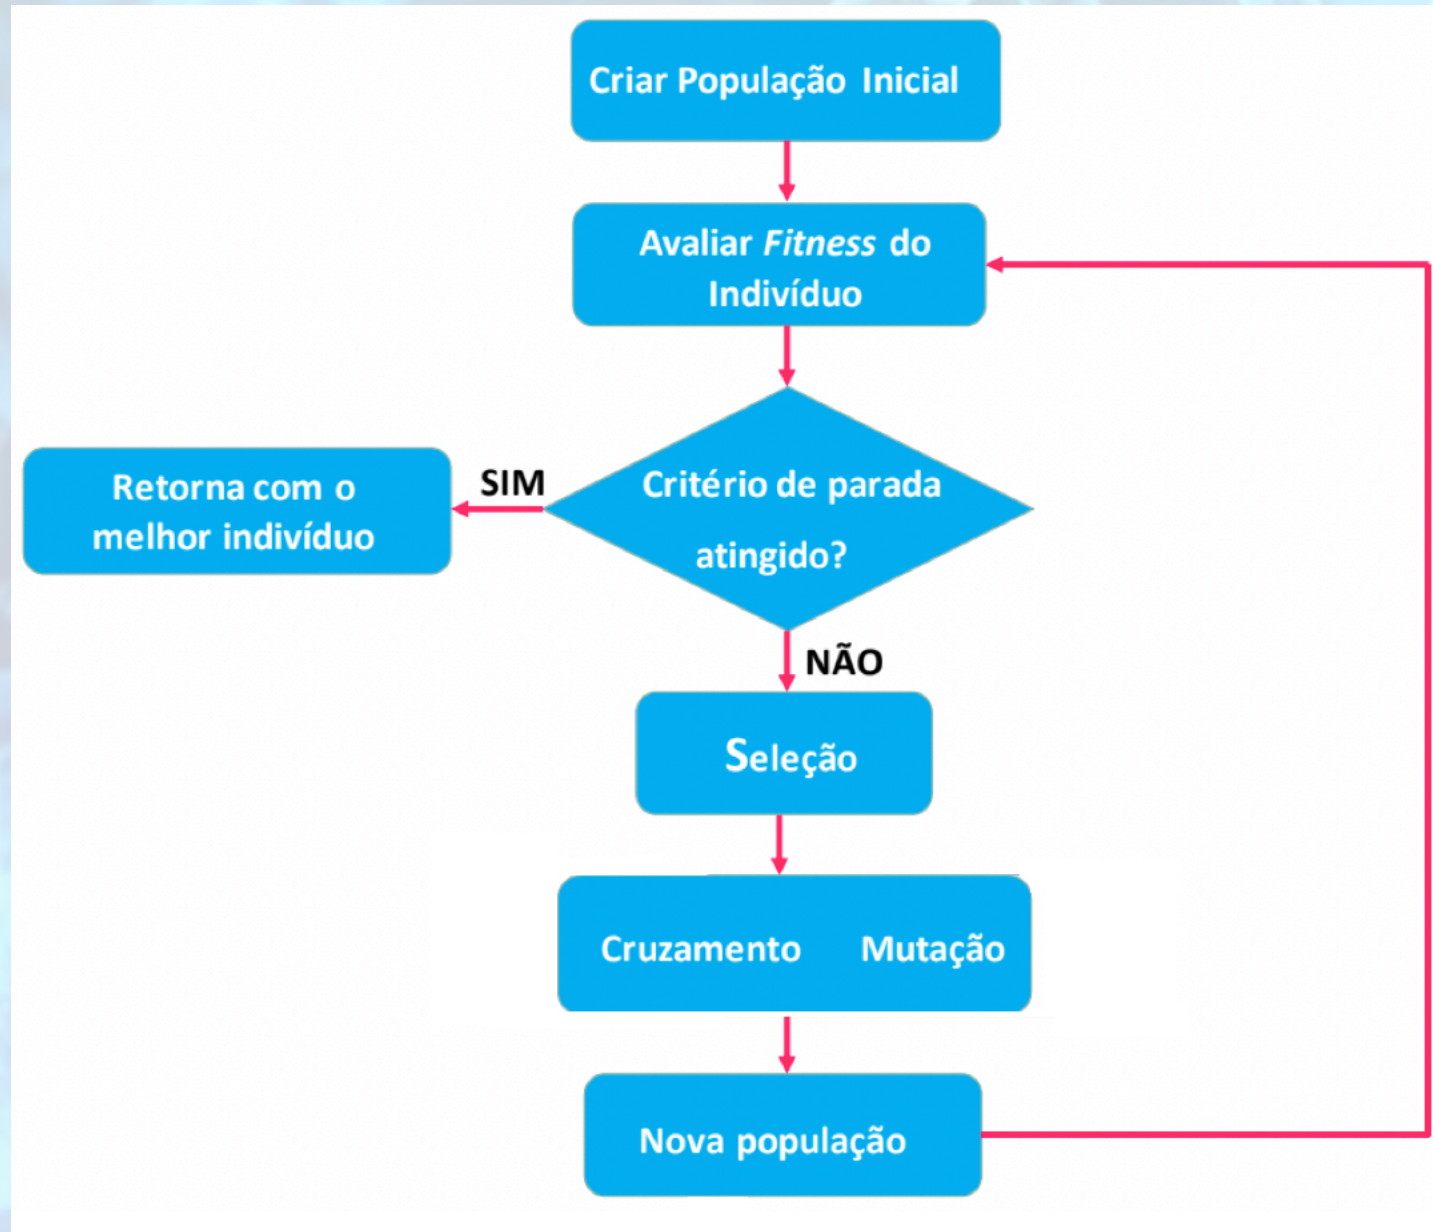 Criar População Inicial
Avaliar Fitness do
Indivíduo
Critério de parada
atingido?
SIM
Retorna com o
melhor indivíduo
NÃO
Seleção
Cruzamento Mutação
Nova população